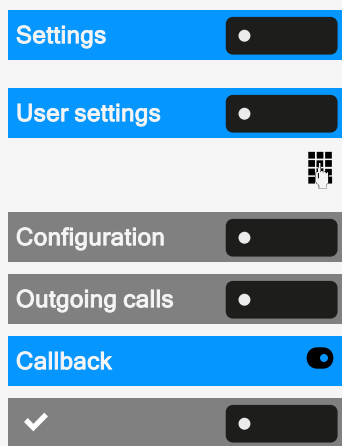 Settings
User settings
Configuration
Outgoing calls
Callback